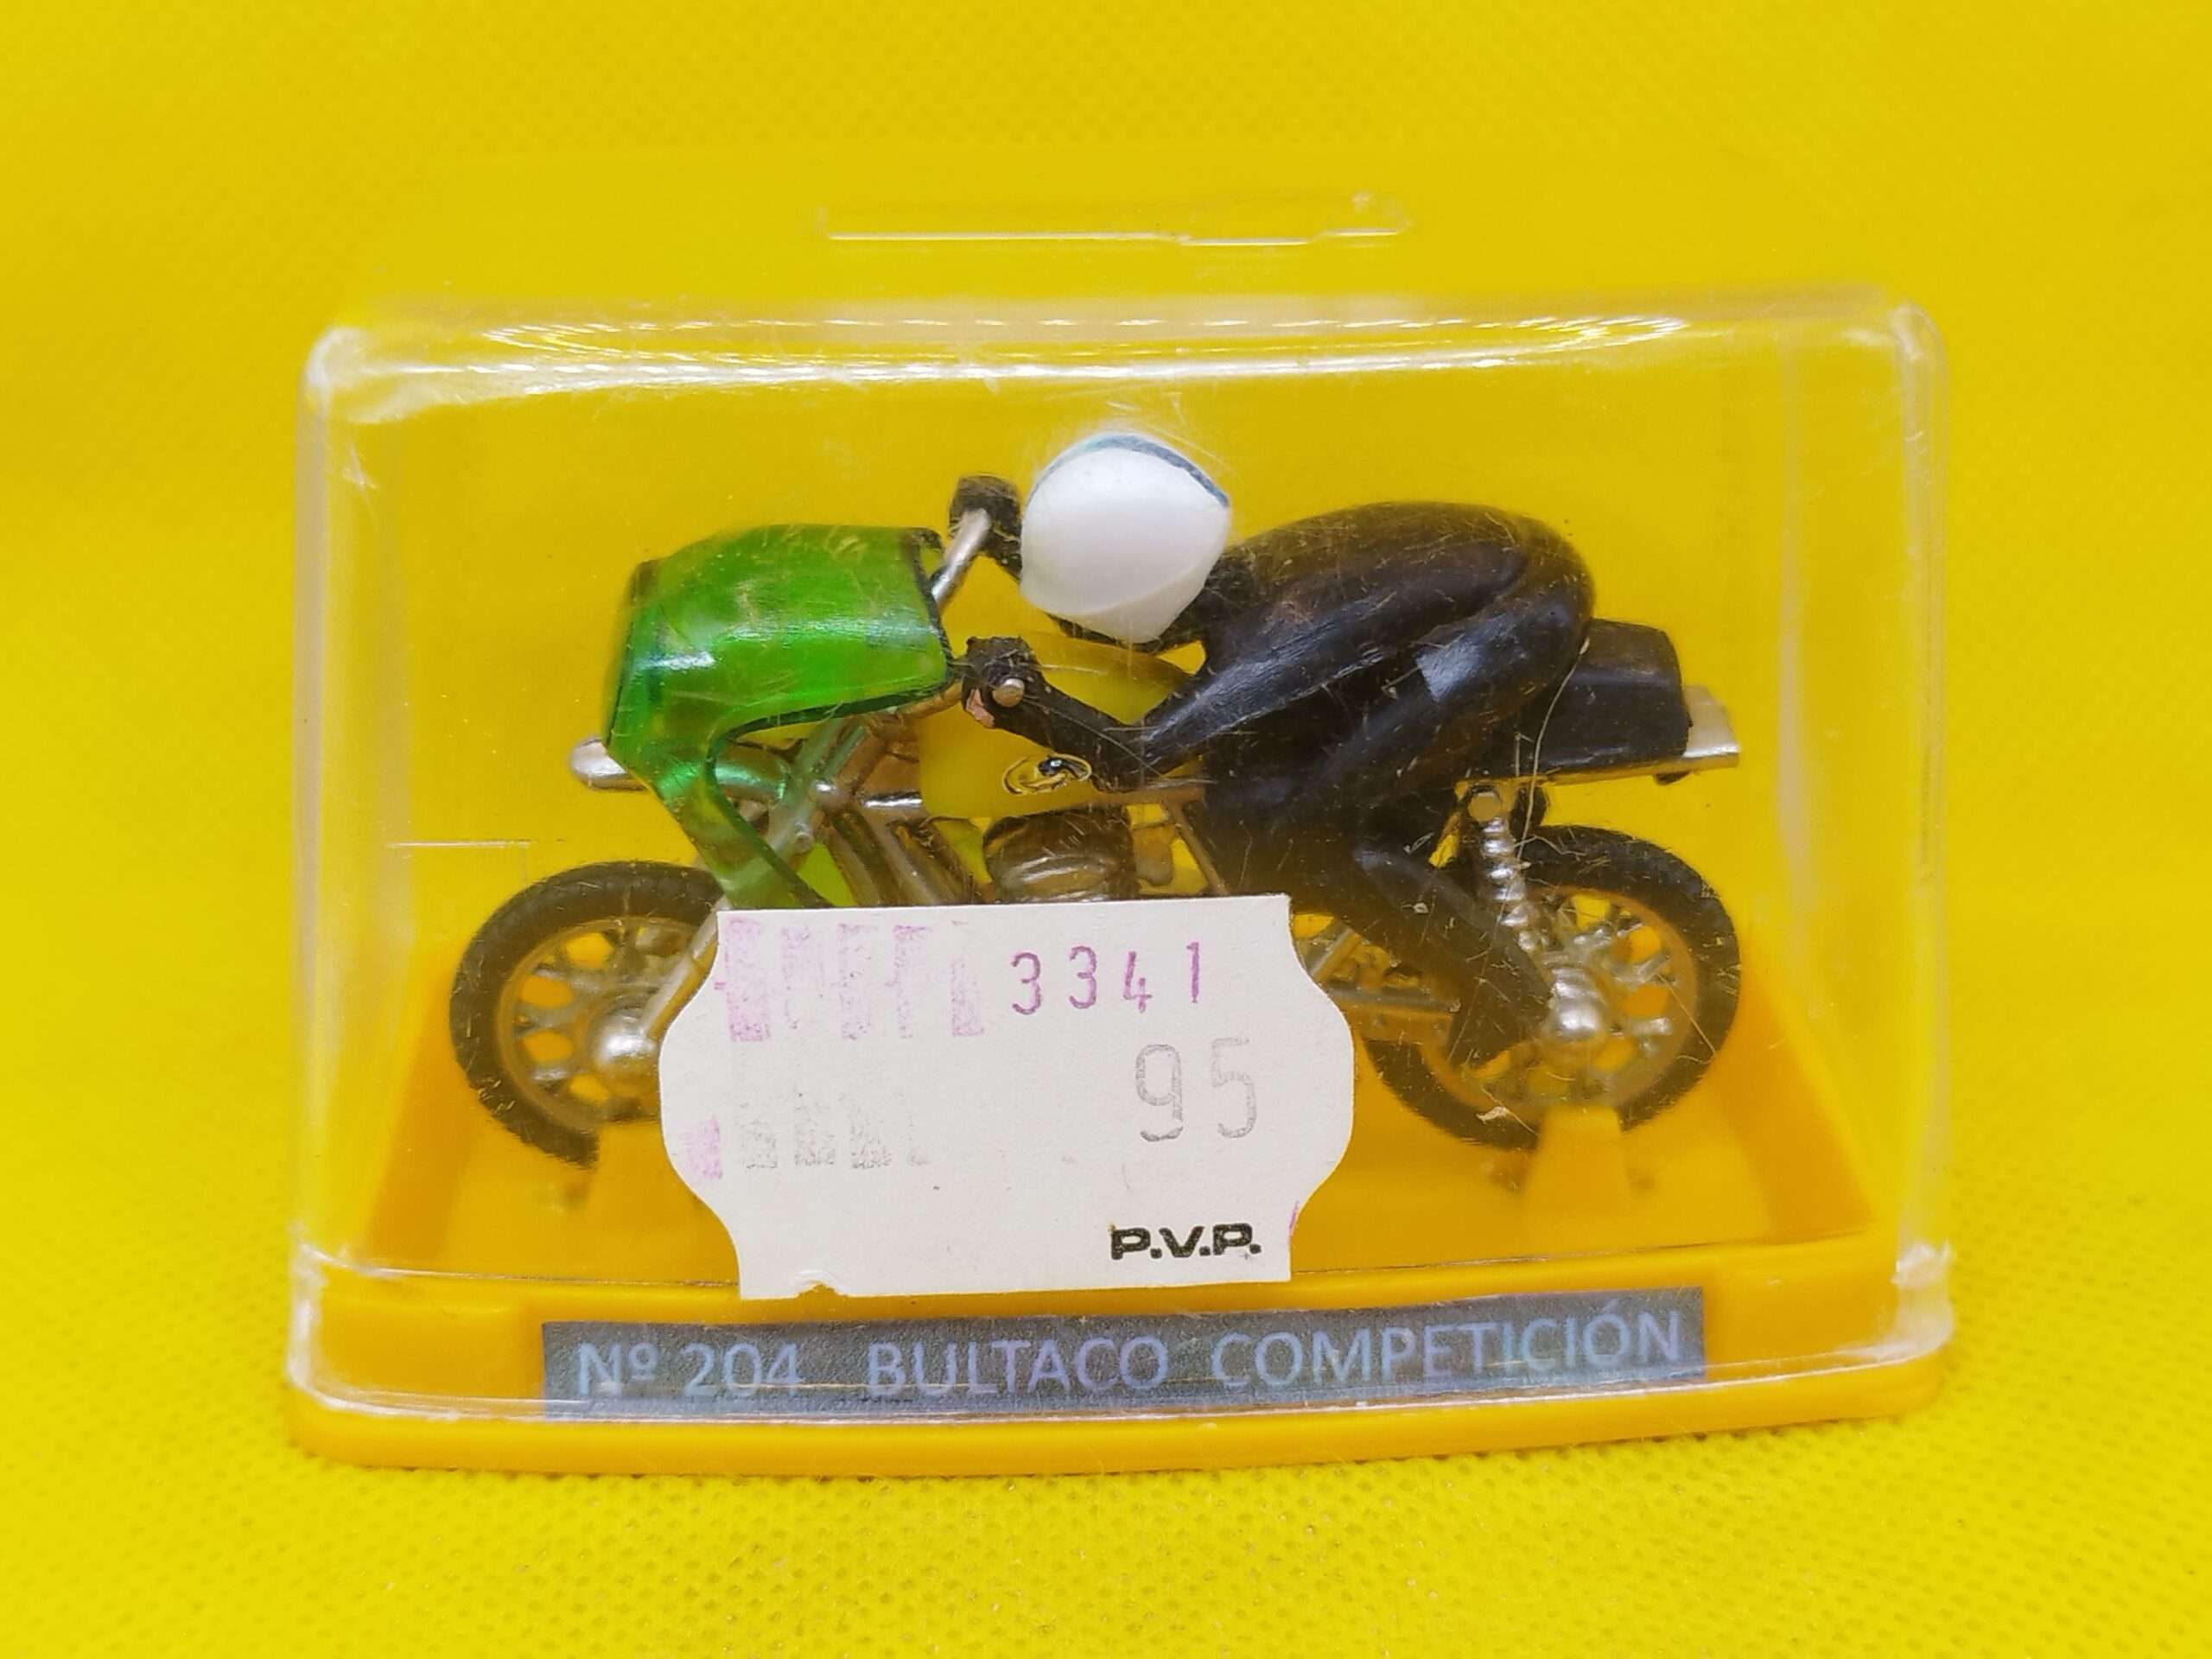 3341
95
P.V.P.
Nº 204 BULTACO COMPETICIÓN